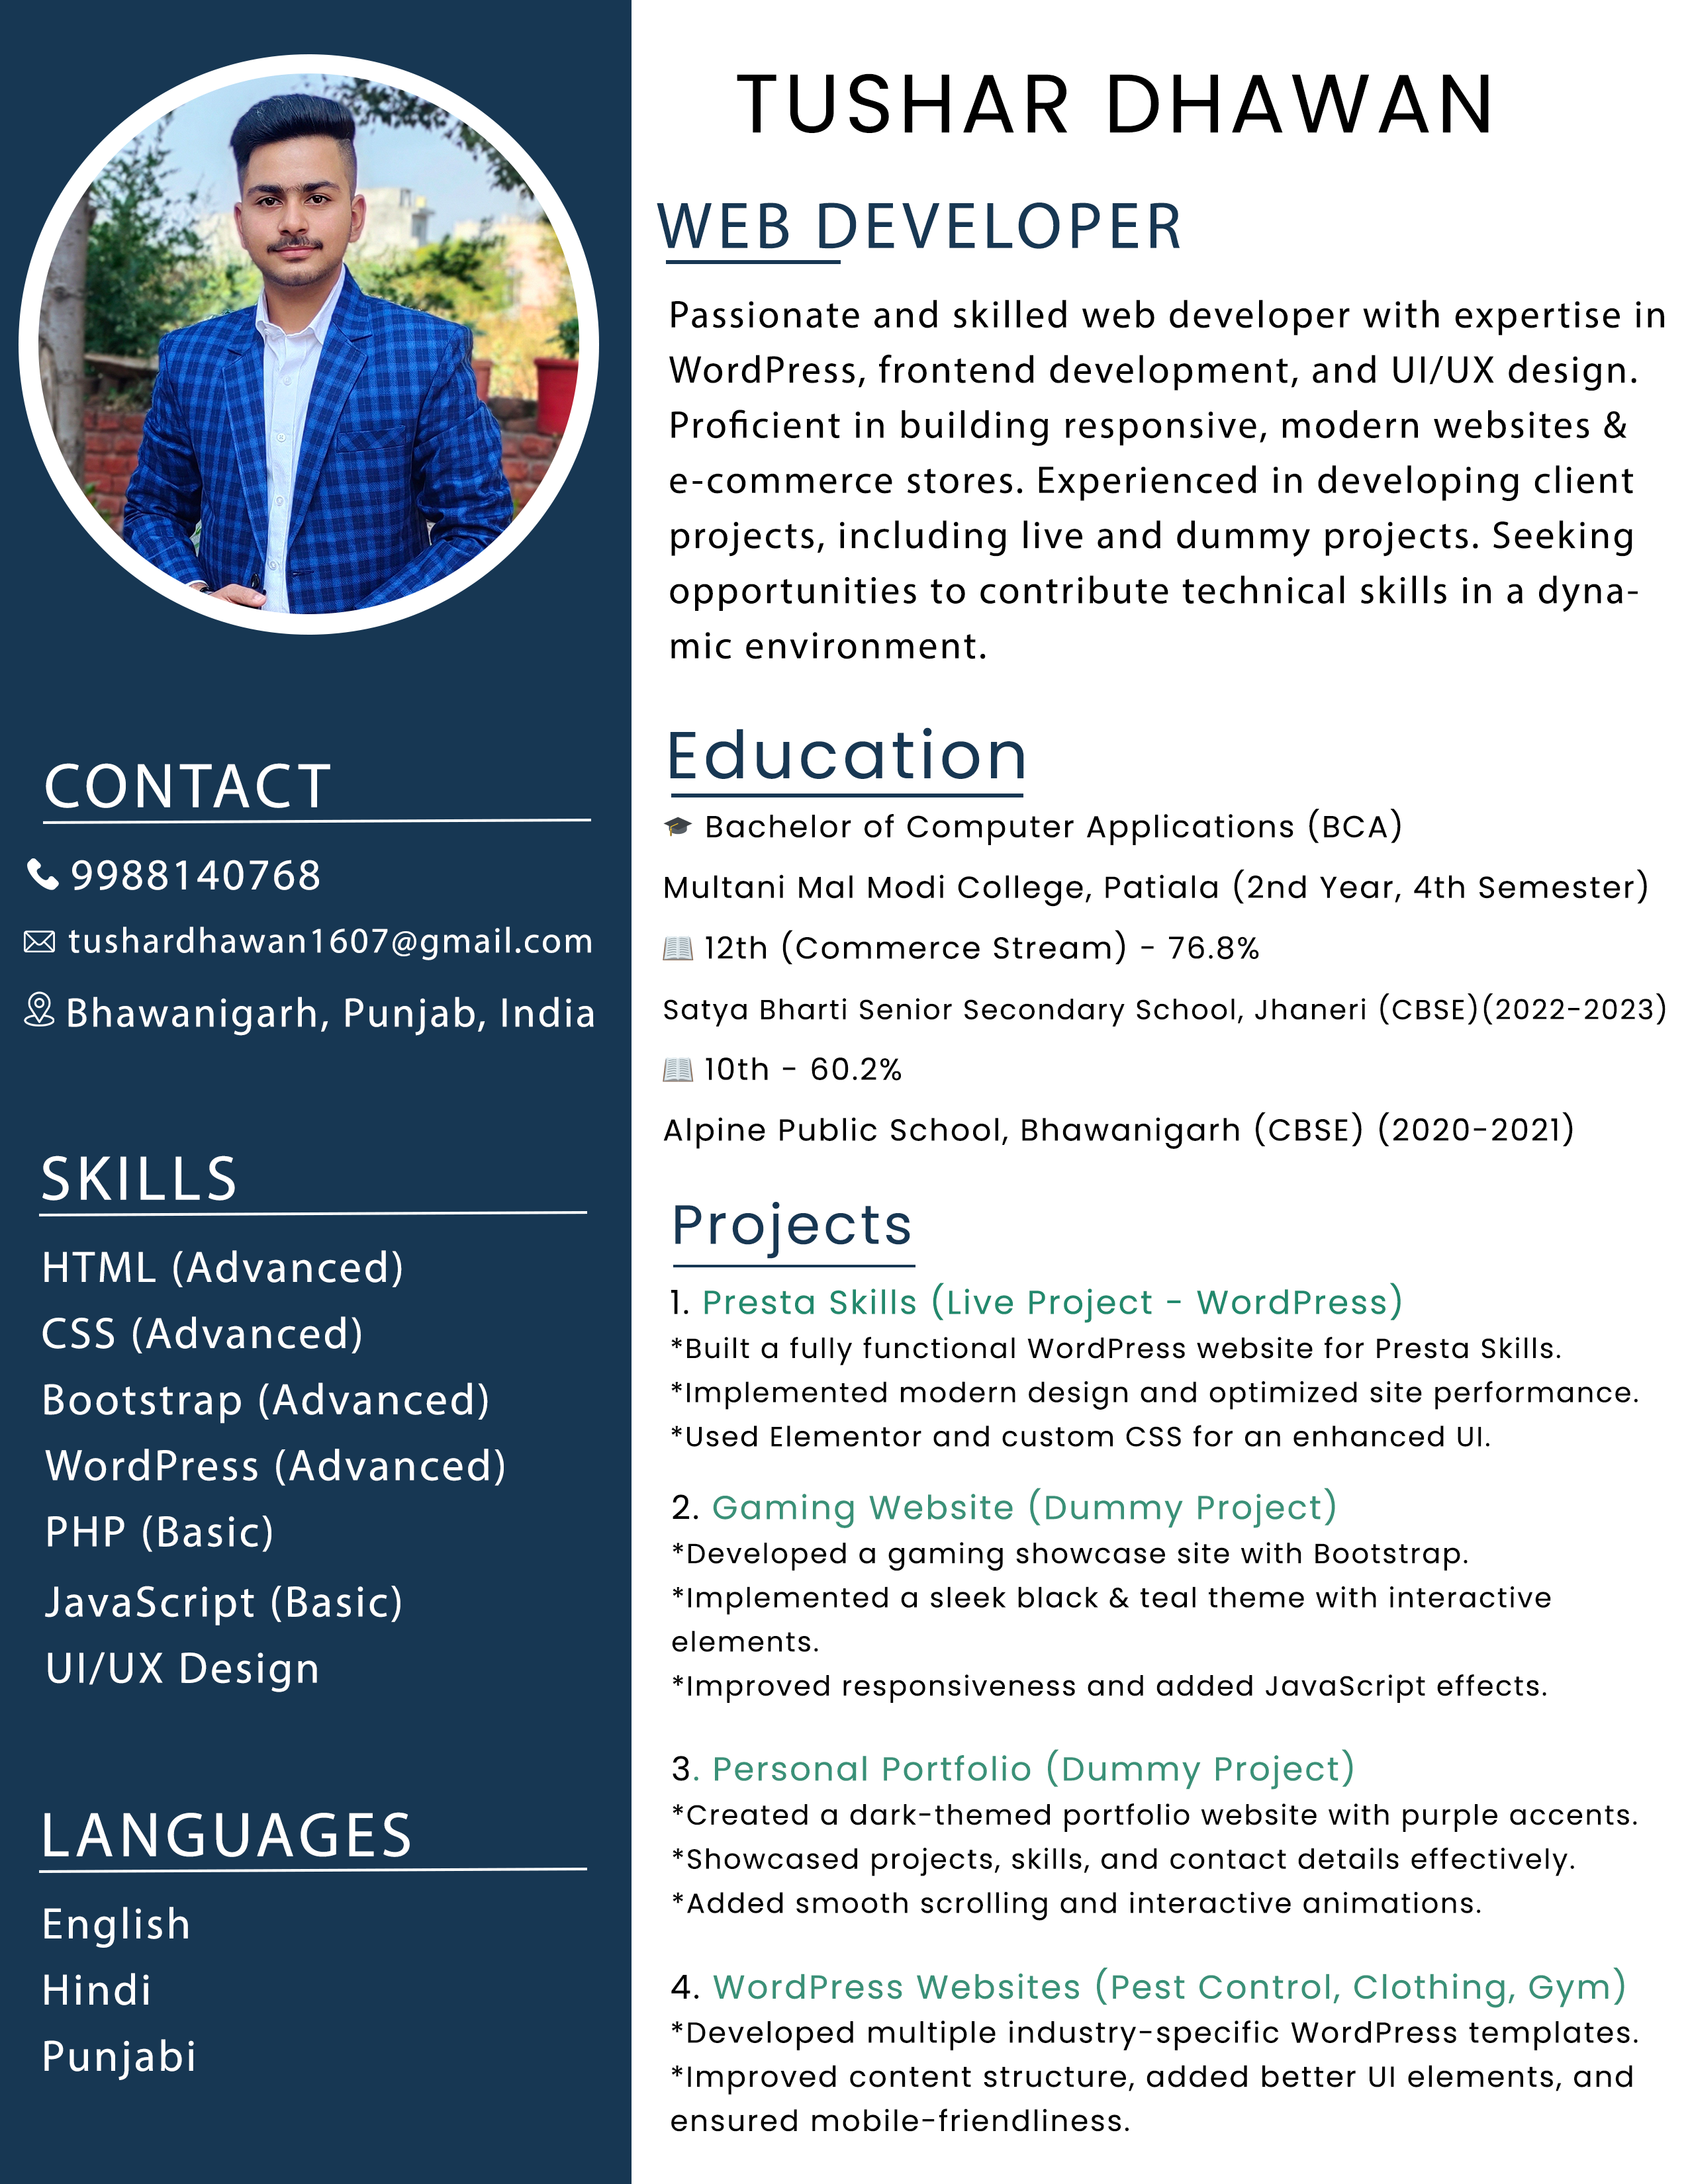 TUSHAR DHAWAN
WEB DEVELOPER
Passionate and skilled web developer with expertise in
WordPress, frontend development, and UI/UX design.
Proficient in building responsive, modern websites &
e-commerce stores. Experienced in developing client
projects, including live and dummy projects. Seeking
opportunities to contribute technical skills in a dyna-
mic environment.
CONTACT
9988140768
tushardhawan1607@gmail.com
Bhawanigarh, Punjab, India
SKILLS
HTML (Advanced)
CSS (Advanced)
Bootstrap (Advanced)
WordPress (Advanced)
PHP (Basic)
JavaScript (Basic)
UI/UX Design
LANGUAGES
English
Hindi
Punjabi
Education
🎓 Bachelor of Computer Applications (BCA)
Multani Mal Modi College, Patiala (2nd Year, 4th Semester)
📖 12th (Commerce Stream) - 76.8%
Satya Bharti Senior Secondary School, Jhaneri (CBSE)(2022-2023)
📖 10th - 60.2%
Alpine Public School, Bhawanigarh (CBSE) (2020-2021)
Projects
1. Presta Skills (Live Project - WordPress)
*Built a fully functional WordPress website for Presta Skills.
*Implemented modern design and optimized site performance.
*Used Elementor and custom CSS for an enhanced UI.
2. Gaming Website (Dummy Project)
*Developed a gaming showcase site with Bootstrap.
*Implemented a sleek black & teal theme with interactive
elements.
*Improved responsiveness and added JavaScript effects.
3. Personal Portfolio (Dummy Project)
*Created a dark-themed portfolio website with purple accents.
*Showcased projects, skills, and contact details effectively.
*Added smooth scrolling and interactive animations.
4. WordPress Websites (Pest Control, Clothing, Gym)
*Developed multiple industry-specific WordPress templates.
*Improved content structure, added better UI elements, and
ensured mobile-friendliness.